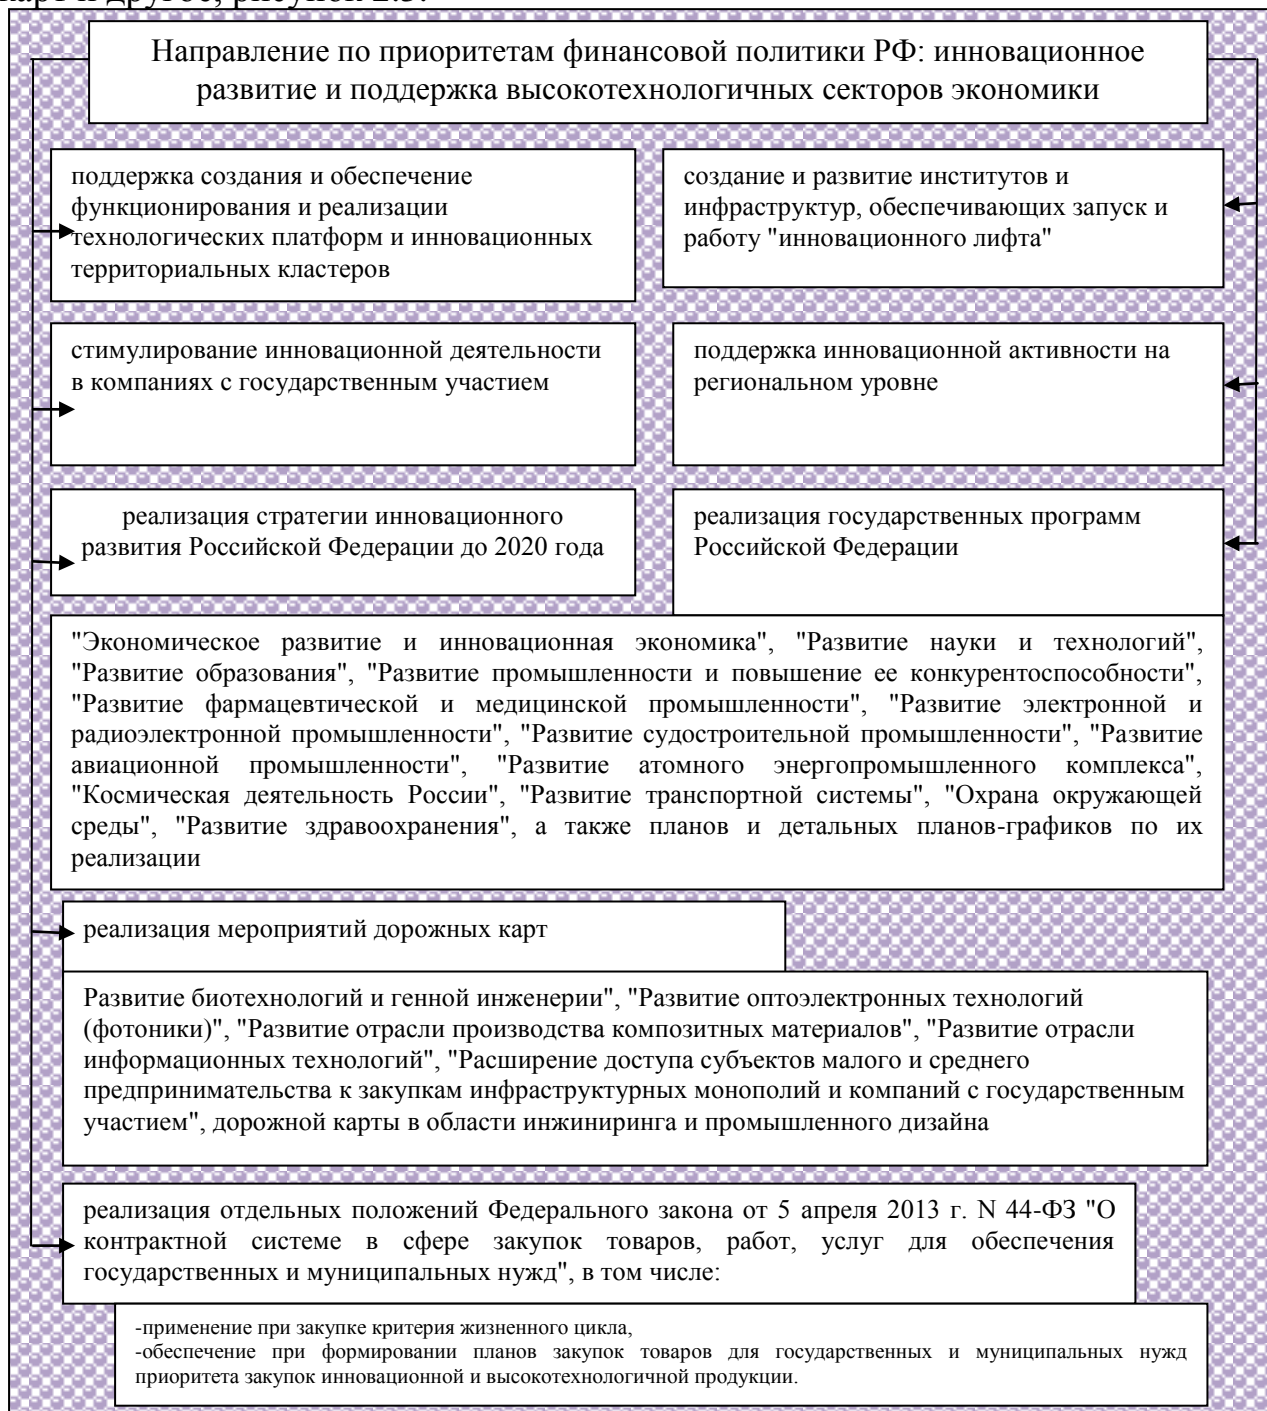 карт и другое, рисунок 2.3.
Направление по приоритетам финансовой политики РФ: инновационное
развитие и поддержка высокотехнологичных секторов экономики
поддержка создания и обеспечение
функционирования и реализации
технологических платформ и инновационных
территориальных кластеров
создание и развитие институтов и
инфраструктур, обеспечивающих запуск и
работу "инновационного лифта"
стимулирование инновационной деятельности
в компаниях с государственным участием
поддержка инновационной активности на
региональном уровне
реализация стратегии инновационного
развития Российской Федерации до 2020 года
реализация государственных программ
Российской Федерации
"Экономическое развитие и инновационная экономика", "Развитие науки и технологий",
"Развитие образования", "Развитие промышленности и повышение ее конкурентоспособности",
"Развитие фармацевтической и медицинской промышленности", "Развитие электронной и
радиоэлектронной промышленности", "Развитие судостроительной промышленности", "Развитие
авиационной промышленности", "Развитие атомного энергопромышленного комплекса",
"Космическая деятельность России", "Развитие транспортной системы", "Охрана окружающей
среды", "Развитие здравоохранения", а также планов и детальных планов-графиков по их
реализации
реализация мероприятий дорожных карт
Развитие биотехнологий и генной инженерии", "Развитие оптоэлектронных технологий
(фотоники)", "Развитие отрасли производства композитных материалов", "Развитие отрасли
информационных технологий", "Расширение доступа субъектов малого и среднего
предпринимательства к закупкам инфраструктурных монополий и компаний с государственным
участием", дорожной карты в области инжиниринга и промышленного дизайна
реализация отдельных положений Федерального закона от 5 апреля 2013 г. N 44-ФЗ "О
контрактной системе в сфере закупок товаров, работ, услуг для обеспечения
государственных и муниципальных нужд", в том числе:
-применение при закупке критерия жизненного цикла,
-обеспечение при формировании планов закупок товаров для государственных и муниципальных нужд
приоритета закупок инновационной и высокотехнологичной продукции.